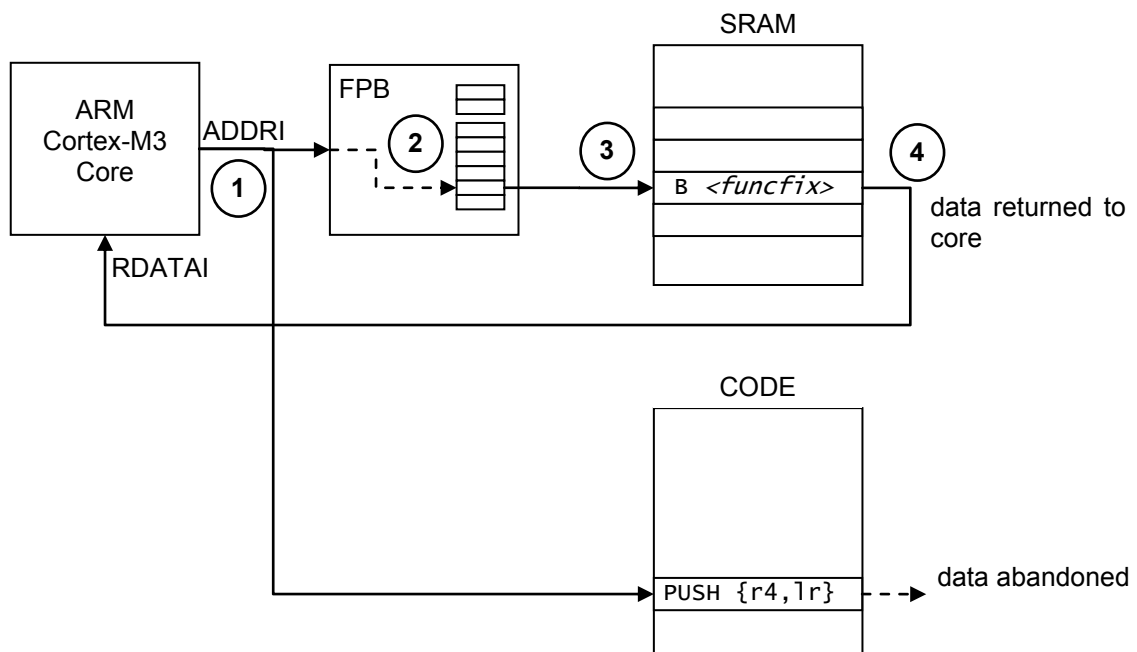 SRAM
FPB
ARM
Cortex-M3
Core
ADDRI
1
2
3
4
B <funcfix>
data returned to
core
RDATAI
CODE
PUSH {r4,lr}
data abandoned